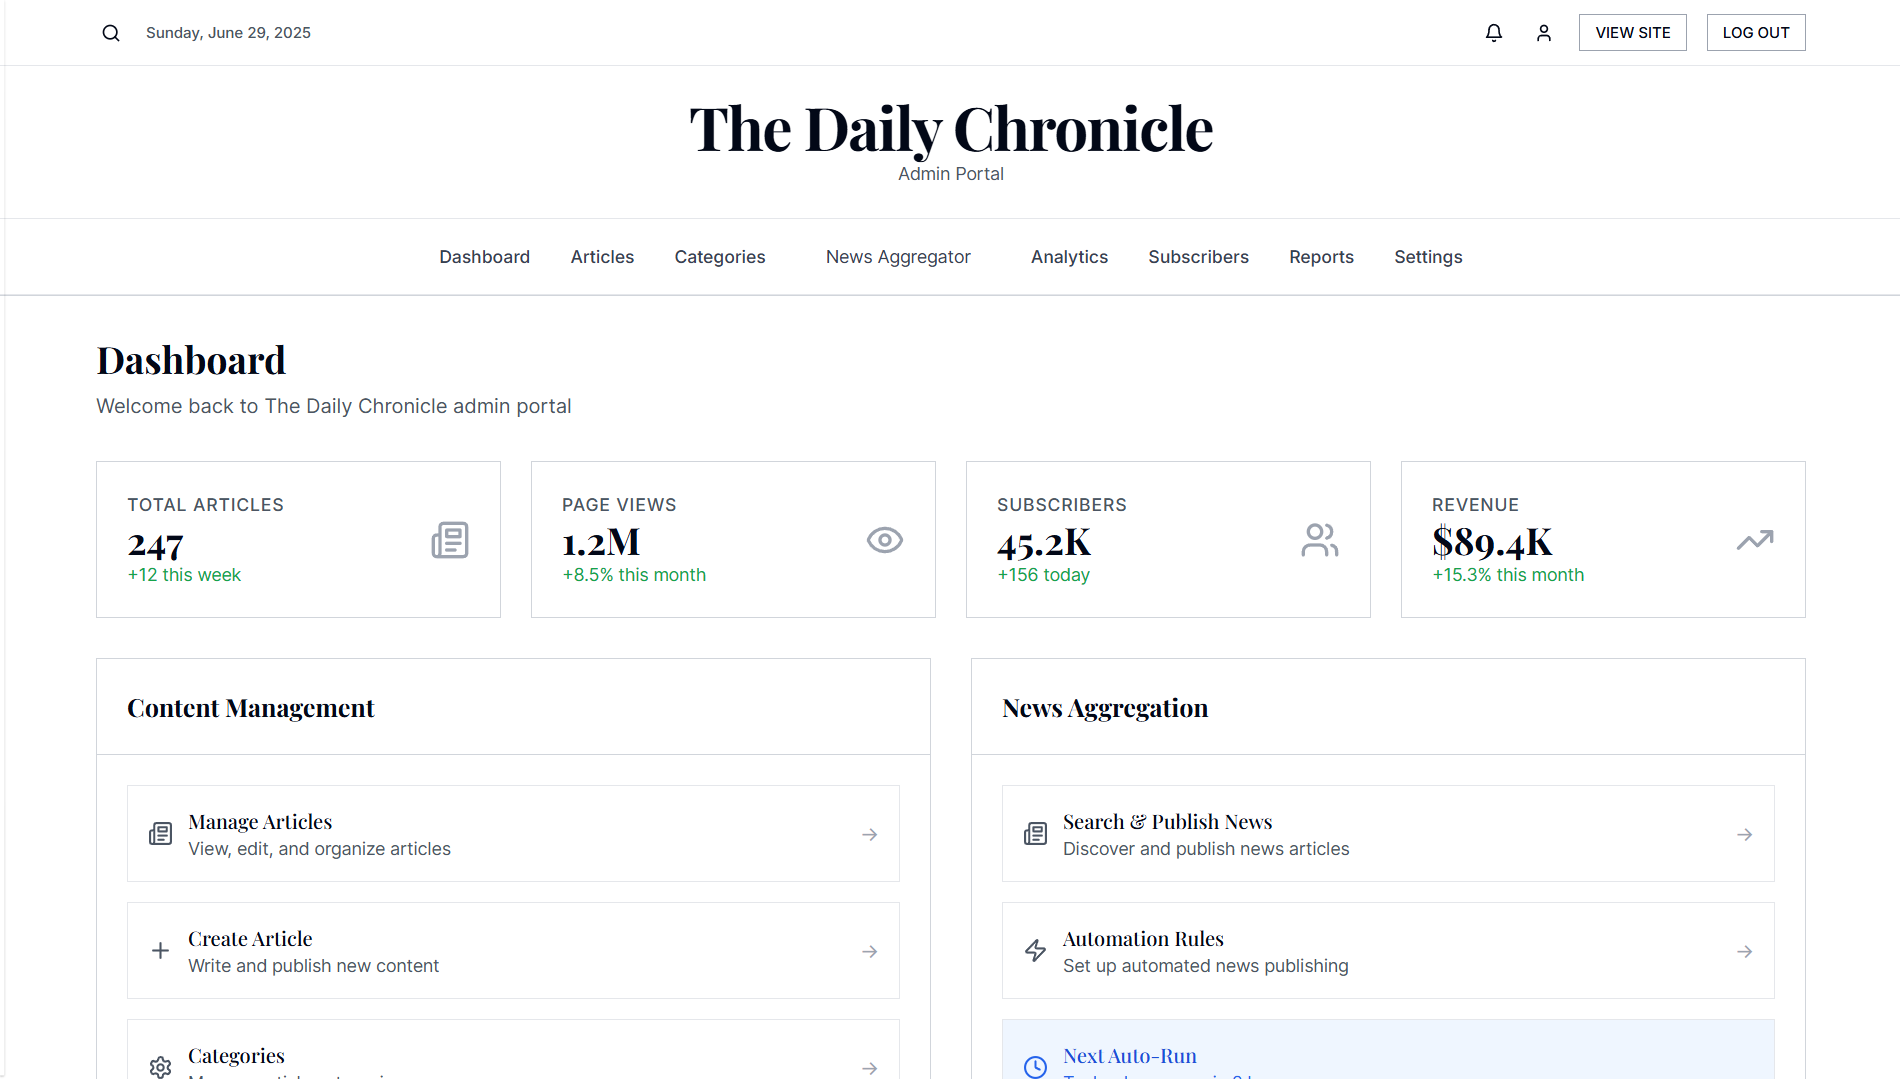 Sunday, June 29, 2025
VIEW SITE
LOG OUT
The Daily Chronicle
Admin Portal
Dashboard
Articles
Categories
News Aggregator
Analytics
Subscribers
Reports
Settings
Dashboard
Welcome back to The Daily Chronicle admin portal
TOTAL ARTICLES
247
+12 this week
PAGE VIEWS
1.2M
+8.5% this month
SUBSCRIBERS
45.2K
+156 today
REVENUE
$89.4K
+15.3% this month
Content Management
Manage Articles
View, edit, and organize articles
Create Article
Write and publish new content
Categories
News Aggregation
Search & Publish News
Discover and publish news articles
Automation Rules
Set up automated news publishing
Next Auto-Run